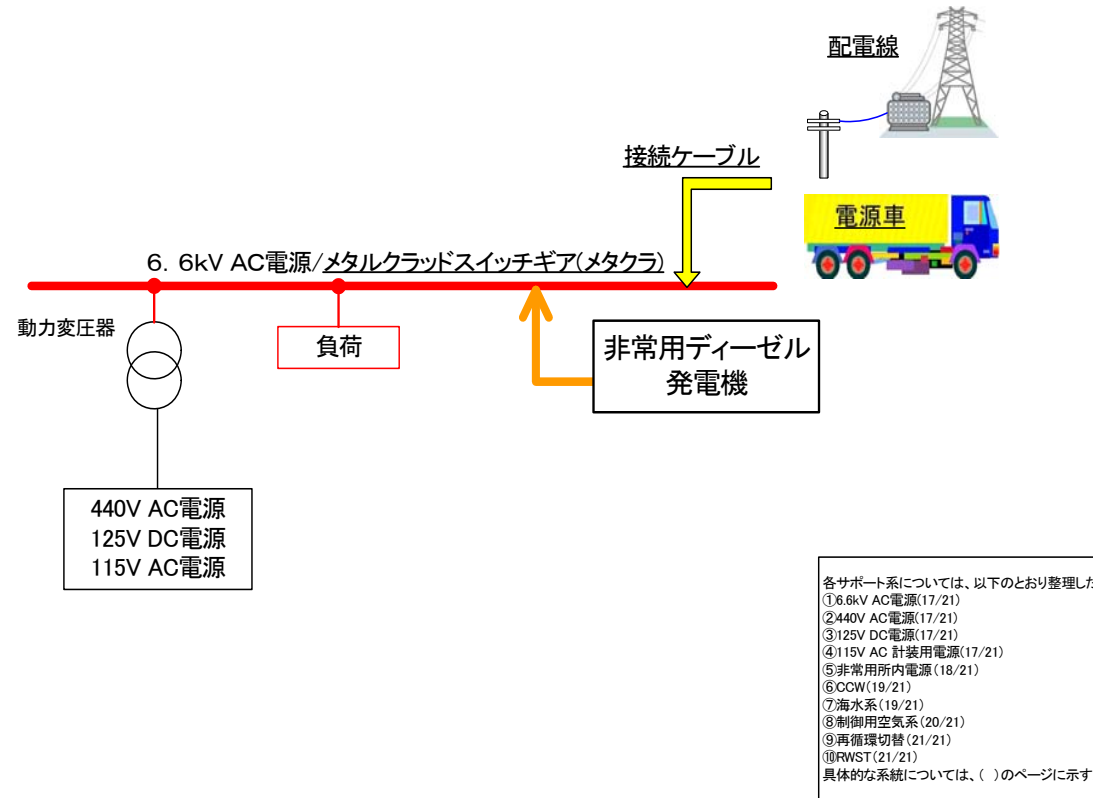 配電線
接続ケーブル
電源車
6．6kV AC電源/メタルクラッドスイッチギア(メタクラ)
動力変圧器
負荷
非常用ディーゼル
発電機
440V AC電源
125V DC電源
115V AC電源
各サポート系については、以下のとおり整理した
①6.6kV AC電源(17/21)
②440V AC電源(17/21)
③125V DC電源(17/21)
④115V AC 計装用電源(17/21)
⑤非常用所内電源(18/21)
⑥CCW(19/21)
⑦海水系(19/21)
⑧制御用空気系(20/21)
⑨再循環切替(21/21)
⑩RWST(21/21)
具体的な系統については、( )のページに示す